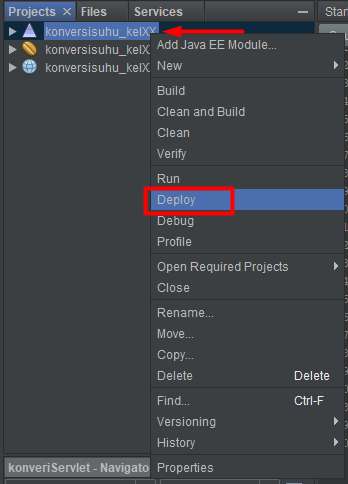 Projects × Files Services
Star
konversisuhu_kelXX
konversisuhu_kelX
konversisuhu_kelX
Add Java EE Module...
New
Build
Clean and Build
Clean
Verify
Run
Deploy
Debug
Profile
Open Required Projects
Close
Rename...
Move...
Copy...
Delete Delete
Find... Ctrl-F
Versioning
History
Properties
konveriServlet - Navigato